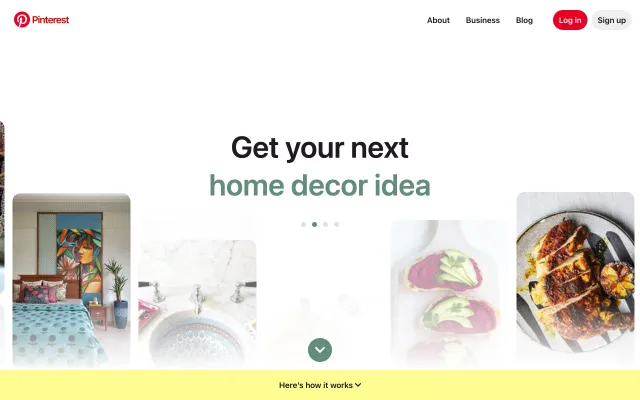 Pinterest
About
Business
Blog
Log in
Sign up
Get your next
home decor idea
Here's how it works